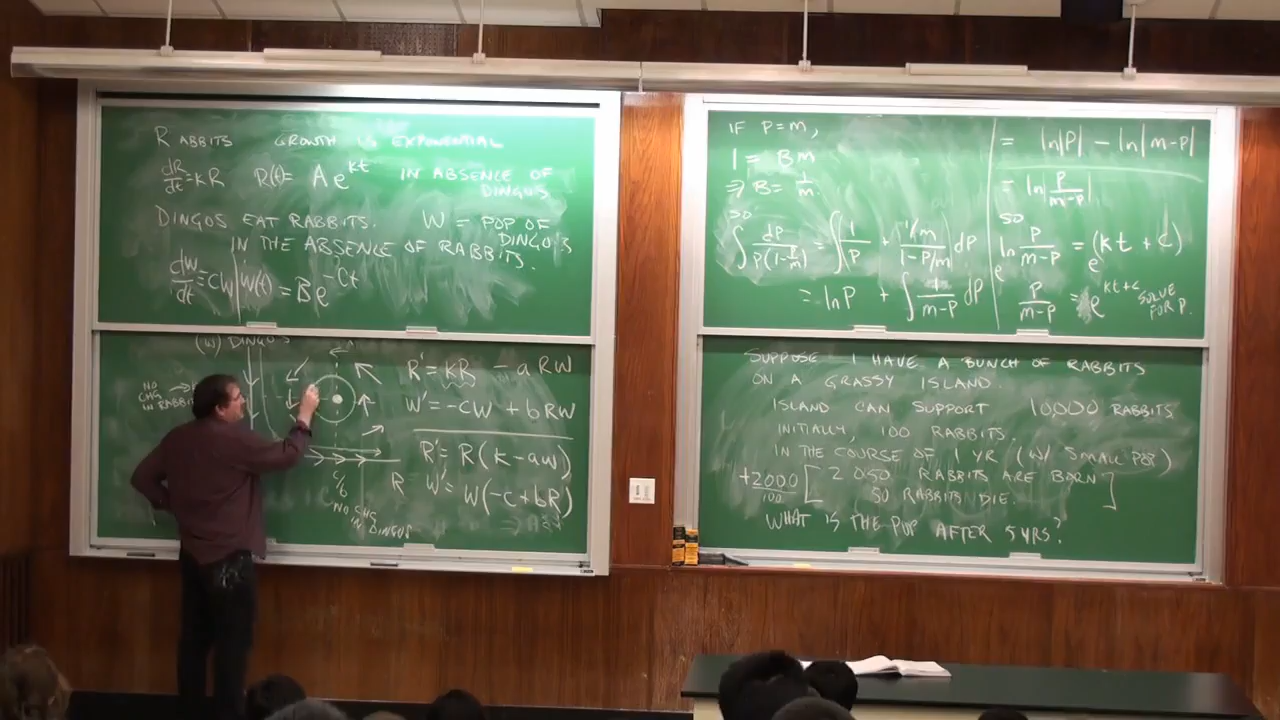 RABBITS GROWTH IS EXPONENTIAL
dR/dt = kR R(t) = Ae^kt IN ABSENCE OF
DINGOS.
DINGOS EAT RABBITS. W = POP OF
DINGOS
IN THE ABSENCE OF RABBITS.
dw/dt = CW | W(t) = Be^-Ct
(W) DINGOS
NO
CHG
IN RABBITS
R
c/b
NO CHG
IN DINGOS
R' = kR - aRW
W' = -CW + bRW
R' = R(k - aw)
W' = W(-c + bR)
IF P=M,
1 = Bm
⇒ B = 1/m.
SO
∫ dP/P(1-P/m) = ∫ 1/P + 1/m/1-P/m dP
= ln P + ∫ 1/m-P dP
= ln|P| - ln|m-P|
= ln|P/m-P|
SO
e^ln P/m-P = e^(kt + c)
P/m-P = e^kt+c SOLVE
FOR P.
SUPPOSE I HAVE A BUNCH OF RABBITS
ON A GRASSY ISLAND.
ISLAND CAN SUPPORT 10,000 RABBITS
INITIALLY, 100 RABBITS.
IN THE COURSE OF 1 YR (W/ SMALL POP)
+2000/100 [ 2050 RABBITS ARE BORN
50 RABBITS DIE. ]
WHAT IS THE POP AFTER 5 YRS?